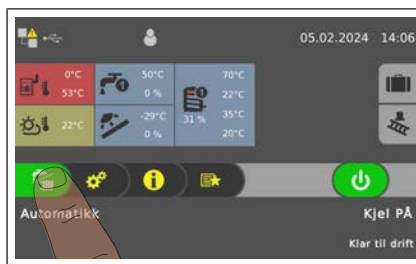 05.02.2024 14:06
0°C 50°C 70°C
53°C 0 % 22°C
22°C -29°C 31 % 35°C
0 % 20°C
Automatikk Kjel PÅ
Klar til drift